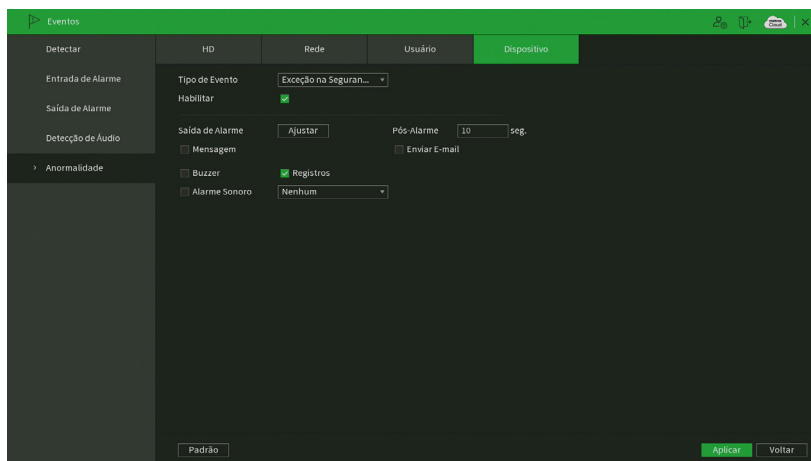 Eventos
Cloud
Detectar
Entrada de Alarme
Saída de Alarme
Detecção de Áudio
> Anormalidade
HD Rede Usuário Dispositivo
Tipo de Evento Exceção na Seguran...
Habilitar
Saída de Alarme Ajustar Pós-Alarme 10 seg.
Mensagem Enviar E-mail
Buzzer Registros
Alarme Sonoro Nenhum
Padrão Aplicar Voltar